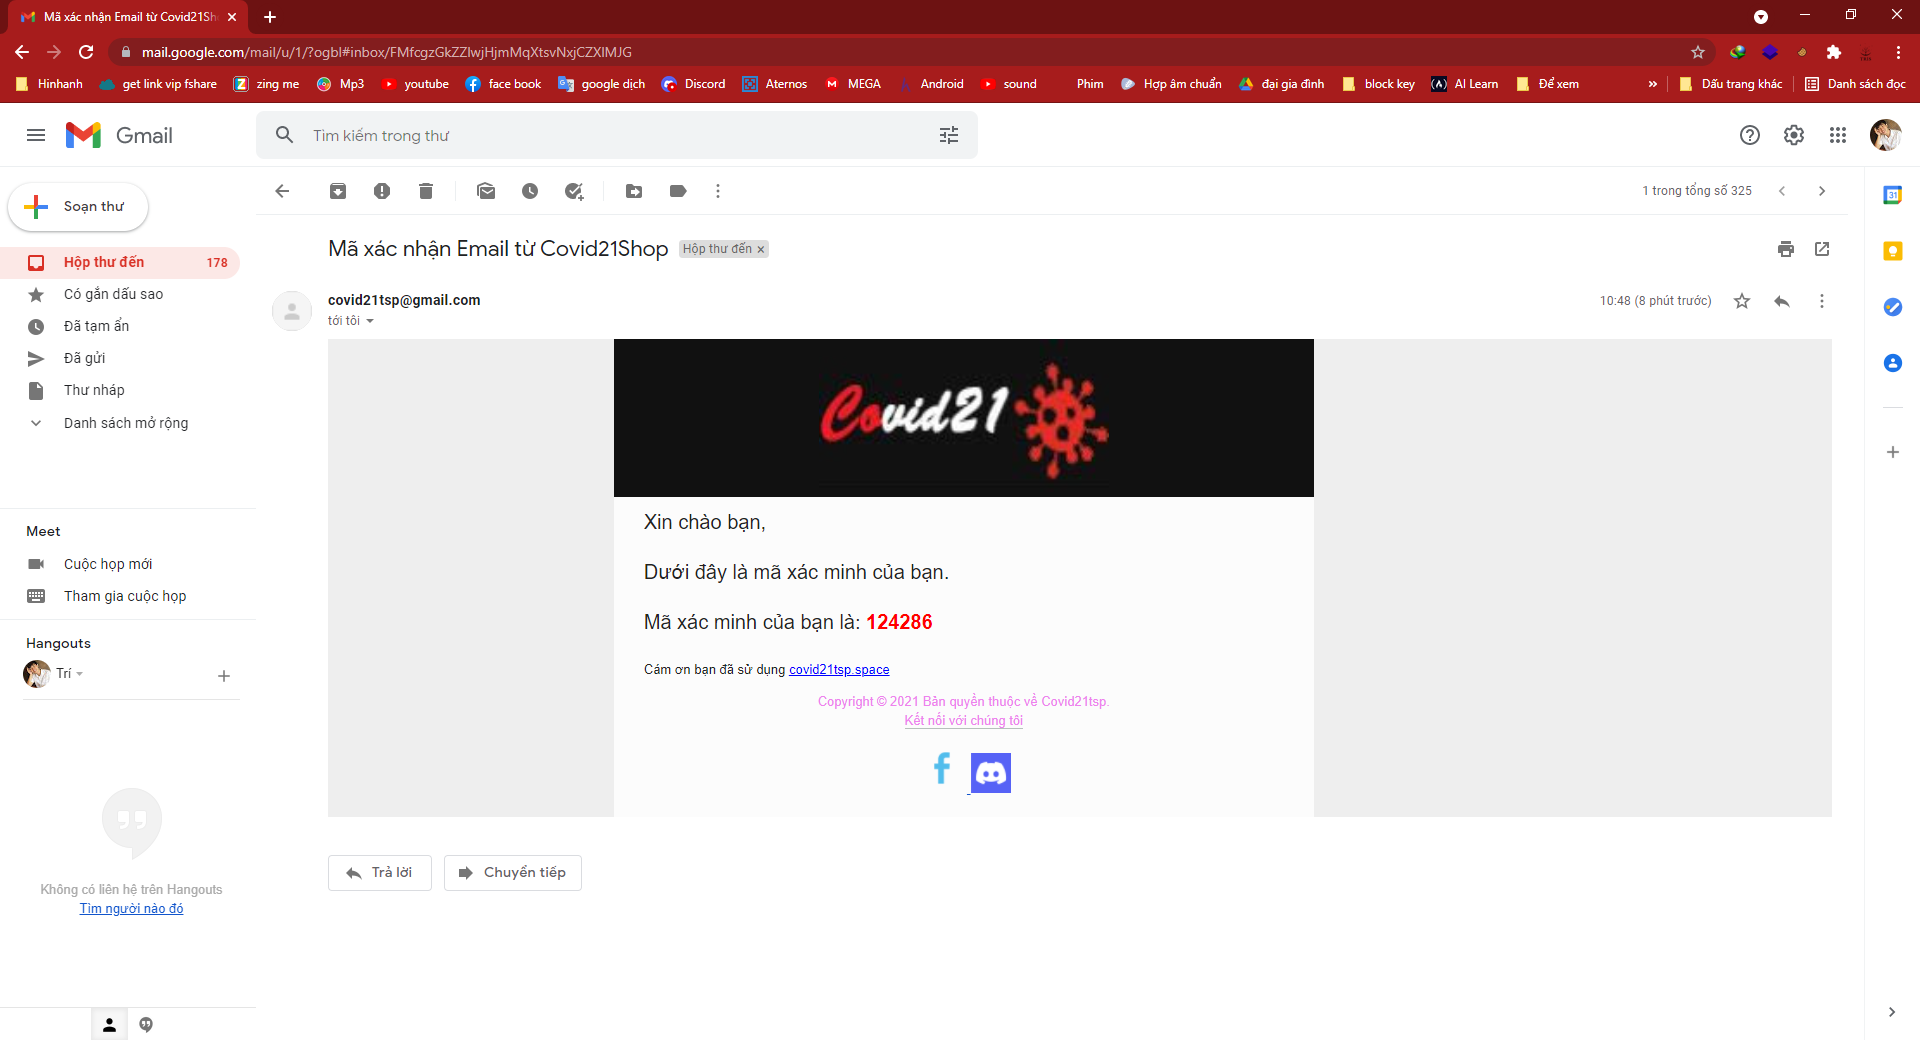 Mã xác nhận Email từ Covid21Sh
mail.google.com/mail/u/1/?ogbl#inbox/FMfcgzGkZZIwjHjmMqXtsvNxjCZXlMJG
Hinhanh get link vip fshare zing me Mp3 youtube face book google dịch Discord Aternos MEGA Android sound Phim Hợp âm chuẩn đại gia đình block key AI Learn Để xem » Dấu trang khác Danh sách đọc
Gmail
Tìm kiếm trong thư
Soạn thư
1 trong tổng số 325
Hộp thư đến 178
Có gắn dấu sao
Đã tạm ẩn
Đã gửi
Thư nháp
Danh sách mở rộng
Meet
Cuộc họp mới
Tham gia cuộc họp
Hangouts
Trí
Không có liên hệ trên Hangouts
Tìm người nào đó
Mã xác nhận Email từ Covid21Shop Hộp thư đến x
covid21tsp@gmail.com
10:48 (8 phút trước)
tới tôi
Covid21
Xin chào bạn,
Dưới đây là mã xác minh của bạn.
Mã xác minh của bạn là: 124286
Cám ơn bạn đã sử dụng covid21tsp.space
Copyright © 2021 Bản quyền thuộc về Covid21tsp.
Kết nối với chúng tôi
Trả lời
Chuyển tiếp
31